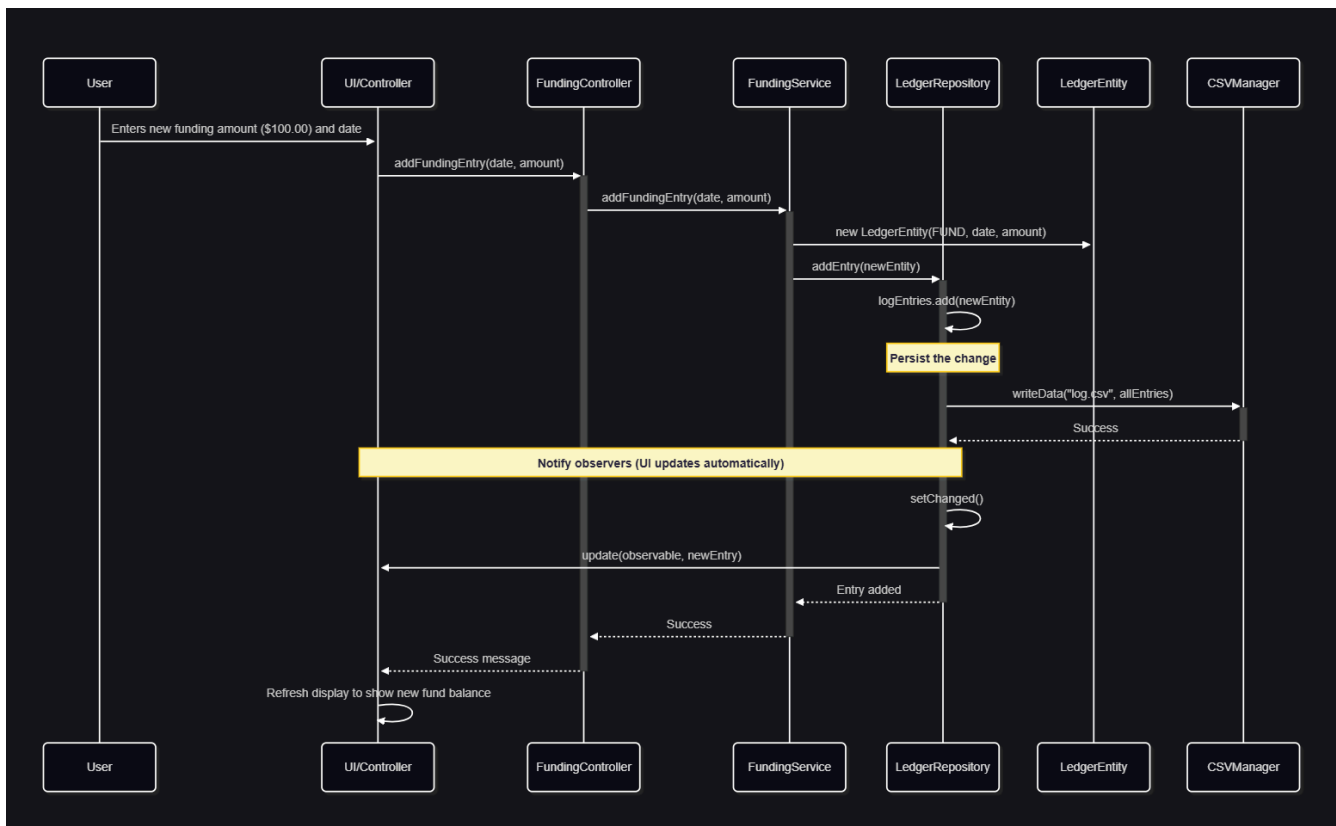 User
UI/Controller
FundingController
FundingService
LedgerRepository
LedgerEntity
CSVManager
Enters new funding amount ($100.00) and date
addFundingEntry(date, amount)
addFundingEntry(date, amount)
new LedgerEntity(FUND, date, amount)
addEntry(newEntity)
logEntries.add(newEntity)
Persist the change
writeData("log.csv", allEntries)
Success
Notify observers (UI updates automatically)
setChanged()
update(observable, newEntry)
Entry added
Success
Success message
Refresh display to show new fund balance
User
UI/Controller
FundingController
FundingService
LedgerRepository
LedgerEntity
CSVManager